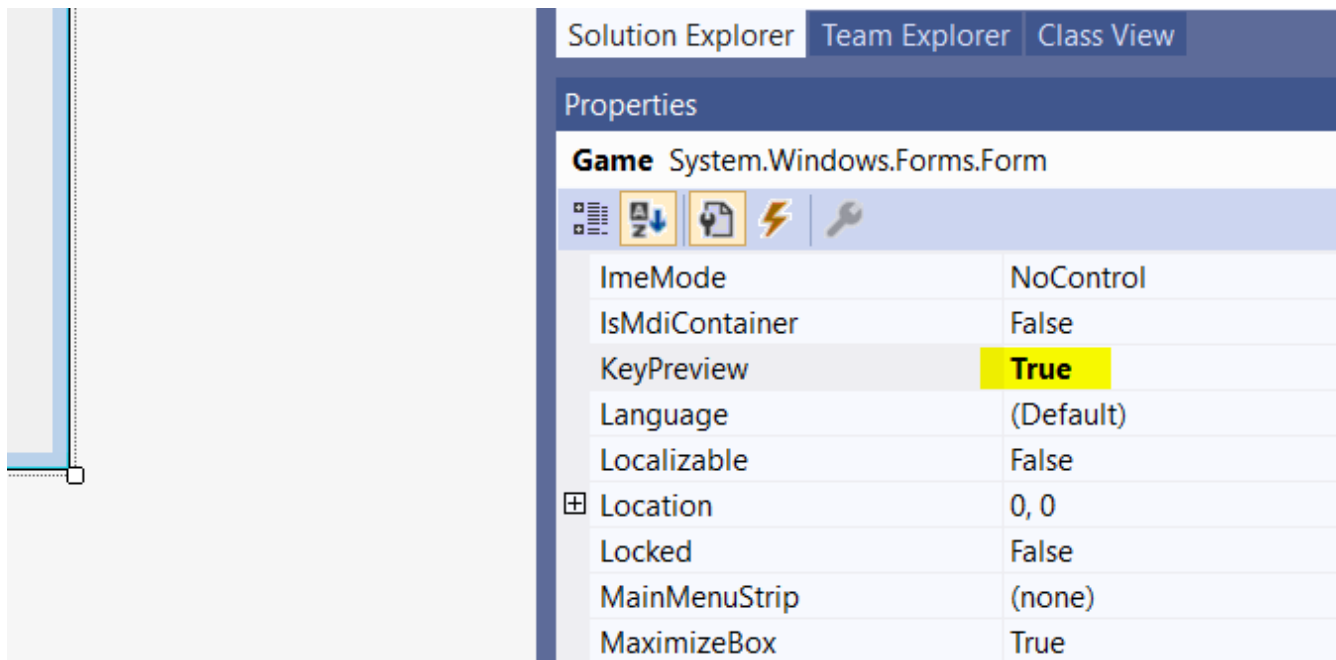 Solution Explorer Team Explorer Class View
Properties
Game System.Windows.Forms.Form
ImeMode NoControl
IsMdiContainer False
KeyPreview True
Language (Default)
Localizable False
Location 0, 0
Locked False
MainMenuStrip (none)
MaximizeBox True